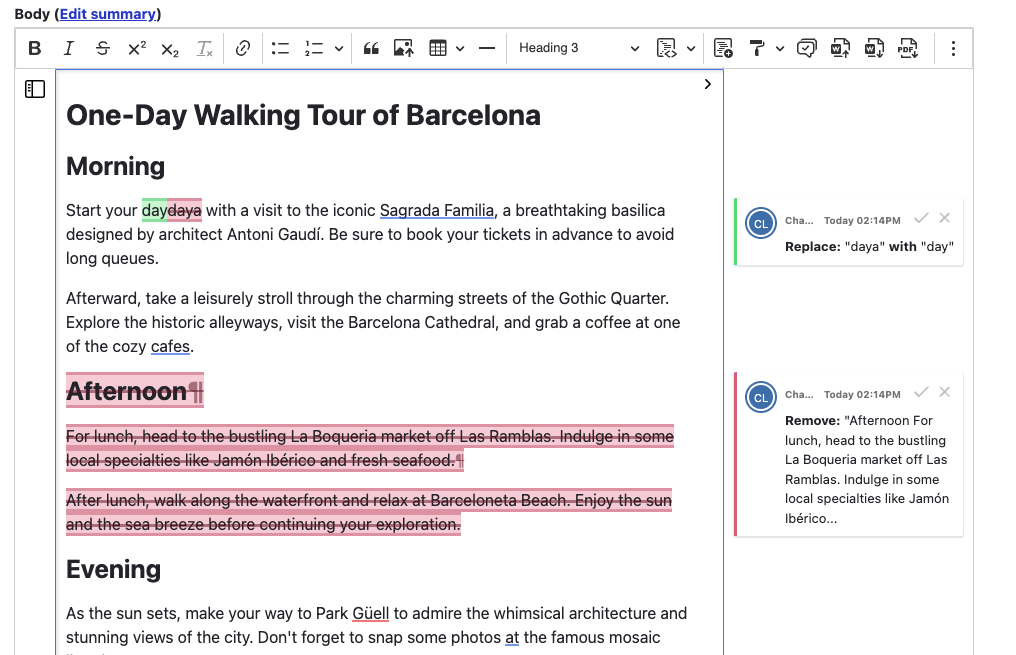 Body (Edit summary)
B I S X² X₂ Tx Heading 3
One-Day Walking Tour of Barcelona
Morning
Start your daydaya with a visit to the iconic Sagrada Familia, a breathtaking basilica
designed by architect Antoni Gaudí. Be sure to book your tickets in advance to avoid
long queues.
Afterward, take a leisurely stroll through the charming streets of the Gothic Quarter.
Explore the historic alleyways, visit the Barcelona Cathedral, and grab a coffee at one
of the cozy cafes.
Afternoon¶
For lunch, head to the bustling La Boqueria market off Las Ramblas. Indulge in some
local specialties like Jamón Ibérico and fresh seafood.¶
After lunch, walk along the waterfront and relax at Barceloneta Beach. Enjoy the sun
and the sea breeze before continuing your exploration.
Evening
As the sun sets, make your way to Park Güell to admire the whimsical architecture and
stunning views of the city. Don't forget to snap some photos at the famous mosaic
CL Cha... Today 02:14PM
Replace: "daya" with "day"
CL Cha... Today 02:14PM
Remove: "Afternoon For
lunch, head to the bustling
La Boqueria market off Las
Ramblas. Indulge in some
local specialties like Jamón
Ibérico...